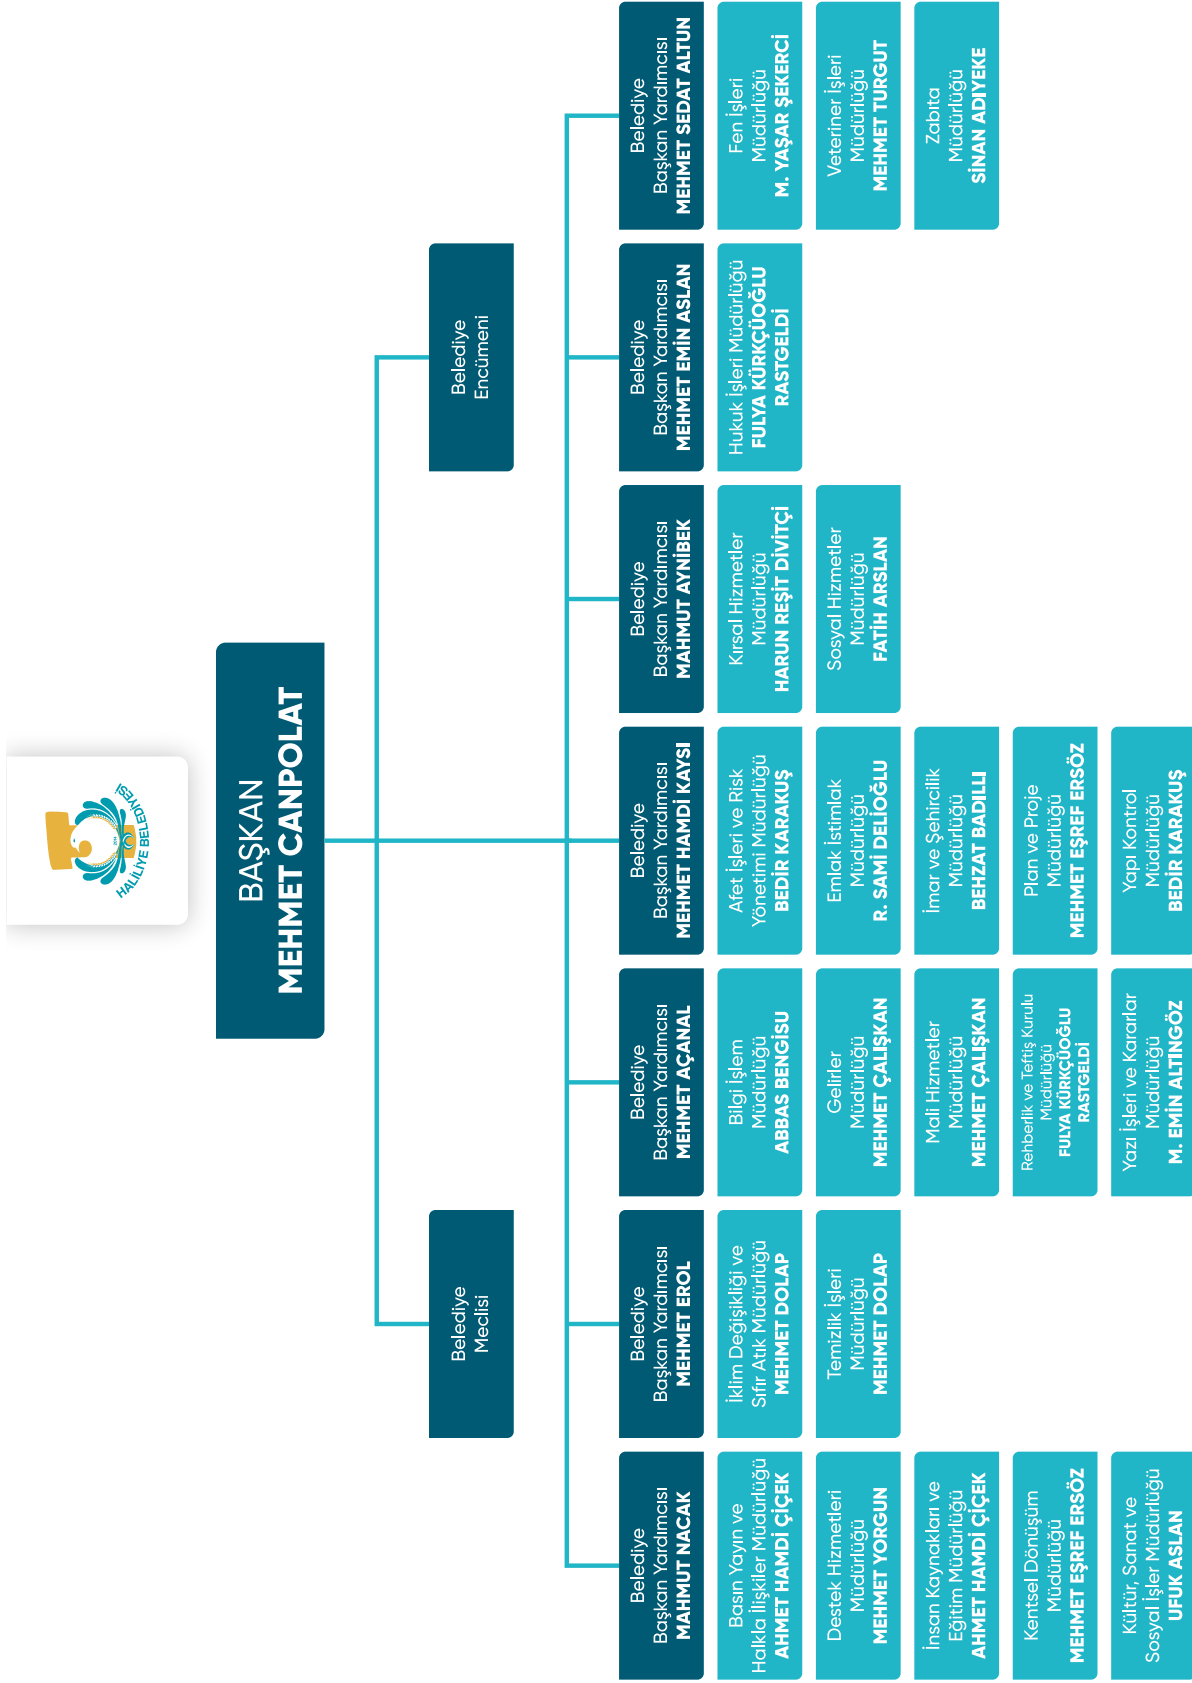 HALİLİYE BELEDİYESİ
2014
BAŞKAN
MEHMET CANPOLAT
Belediye
Meclisi
Belediye
Encümeni
Belediye
Başkan Yardımcısı
MAHMUT NACAK
Basın Yayın ve
Halkla İlişkiler Müdürlüğü
AHMET HAMDİ ÇİÇEK
Destek Hizmetleri
Müdürlüğü
MEHMET YORGUN
İnsan Kaynakları ve
Eğitim Müdürlüğü
AHMET HAMDİ ÇİÇEK
Kentsel Dönüşüm
Müdürlüğü
MEHMET EŞREF ERSÖZ
Kültür, Sanat ve
Sosyal İşler Müdürlüğü
UFUK ASLAN
Belediye
Başkan Yardımcısı
MEHMET EROL
İklim Değişikliği ve
Sıfır Atık Müdürlüğü
MEHMET DOLAP
Temizlik İşleri
Müdürlüğü
MEHMET DOLAP
Belediye
Başkan Yardımcısı
MEHMET AÇANAL
Bilgi İşlem
Müdürlüğü
ABBAS BENGİSU
Gelirler
Müdürlüğü
MEHMET ÇALIŞKAN
Mali Hizmetler
Müdürlüğü
MEHMET ÇALIŞKAN
Rehberlik ve Teftiş Kurulu
Müdürlüğü
FULYA KÜRKÇÜOĞLU
RASTGELDİ
Yazı İşleri ve Kararlar
Müdürlüğü
M. EMİN ALTINGÖZ
Belediye
Başkan Yardımcısı
MEHMET HAMDİ KAYSI
Afet İşleri ve Risk
Yönetimi Müdürlüğü
BEDİR KARAKUŞ
Emlak İstimlak
Müdürlüğü
R. SAMİ DELİOĞLU
İmar ve Şehircilik
Müdürlüğü
BEHZAT BADILLI
Plan ve Proje
Müdürlüğü
MEHMET EŞREF ERSÖZ
Yapı Kontrol
Müdürlüğü
BEDİR KARAKUŞ
Belediye
Başkan Yardımcısı
MAHMUT AYNİBEK
Kırsal Hizmetler
Müdürlüğü
HARUN REŞİT DİVİTÇİ
Sosyal Hizmetler
Müdürlüğü
FATİH ARSLAN
Belediye
Başkan Yardımcısı
MEHMET EMİN ASLAN
Hukuk İşleri Müdürlüğü
FULYA KÜRKÇÜOĞLU
RASTGELDİ
Belediye
Başkan Yardımcısı
MEHMET SEDAT ALTUN
Fen İşleri
Müdürlüğü
M. YAŞAR ŞEKERCİ
Veteriner İşleri
Müdürlüğü
MEHMET TURGUT
Zabıta
Müdürlüğü
SİNAN ADIYEKE